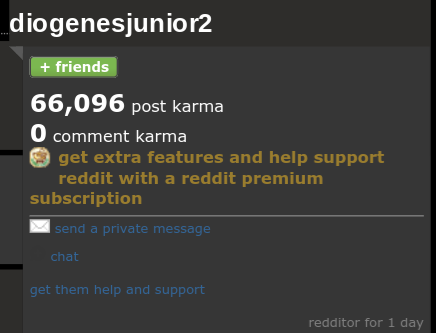 diogenesjunior2
+ friends
66,096 post karma
0 comment karma
get extra features and help support
reddit with a reddit premium
subscription
send a private message
chat
get them help and support
redditor for 1 day